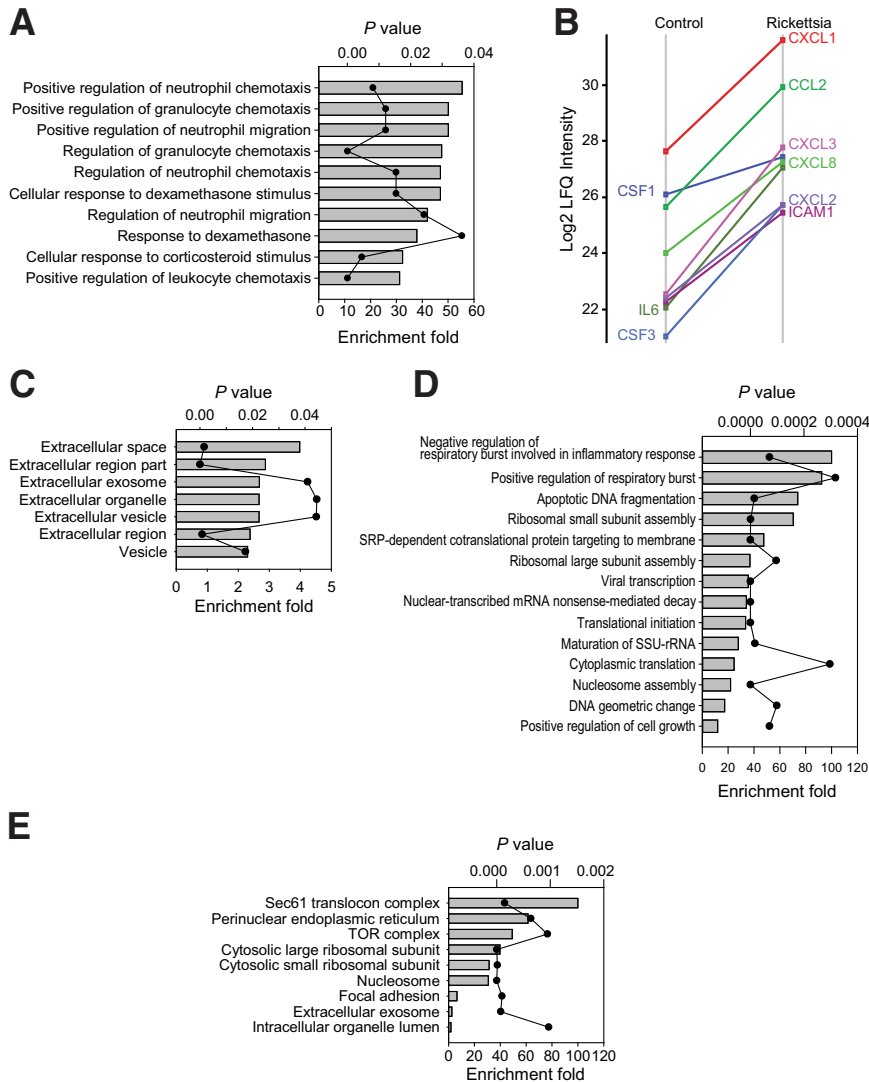 A
P value
0.00 0.02 0.04
Positive regulation of neutrophil chemotaxis
Positive regulation of granulocyte chemotaxis
Positive regulation of neutrophil migration
Regulation of granulocyte chemotaxis
Regulation of neutrophil chemotaxis
Cellular response to dexamethasone stimulus
Regulation of neutrophil migration
Response to dexamethasone
Cellular response to corticosteroid stimulus
Positive regulation of leukocyte chemotaxis
0 10 20 30 40 50 60
Enrichment fold
B
Control Rickettsia
Log2 LFQ Intensity
30
28
26
24
22
CXCL1
CCL2
CXCL3
CXCL8
CXCL2
ICAM1
CSF1
IL6
CSF3
C
P value
0.00 0.02 0.04
Extracellular space
Extracellular region part
Extracellular exosome
Extracellular organelle
Extracellular vesicle
Extracellular region
Vesicle
0 1 2 3 4 5
Enrichment fold
D
P value
0.0000 0.0002 0.0004
Negative regulation of
respiratory burst involved in inflammatory response
Positive regulation of respiratory burst
Apoptotic DNA fragmentation
Ribosomal small subunit assembly
SRP-dependent cotranslational protein targeting to membrane
Ribosomal large subunit assembly
Viral transcription
Nuclear-transcribed mRNA nonsense-mediated decay
Translational initiation
Maturation of SSU-rRNA
Cytoplasmic translation
Nucleosome assembly
DNA geometric change
Positive regulation of cell growth
0 20 40 60 80 100 120
Enrichment fold
E
P value
0.000 0.001 0.002
Sec61 translocon complex
Perinuclear endoplasmic reticulum
TOR complex
Cytosolic large ribosomal subunit
Cytosolic small ribosomal subunit
Nucleosome
Focal adhesion
Extracellular exosome
Intracellular organelle lumen
0 20 40 60 80 100 120
Enrichment fold